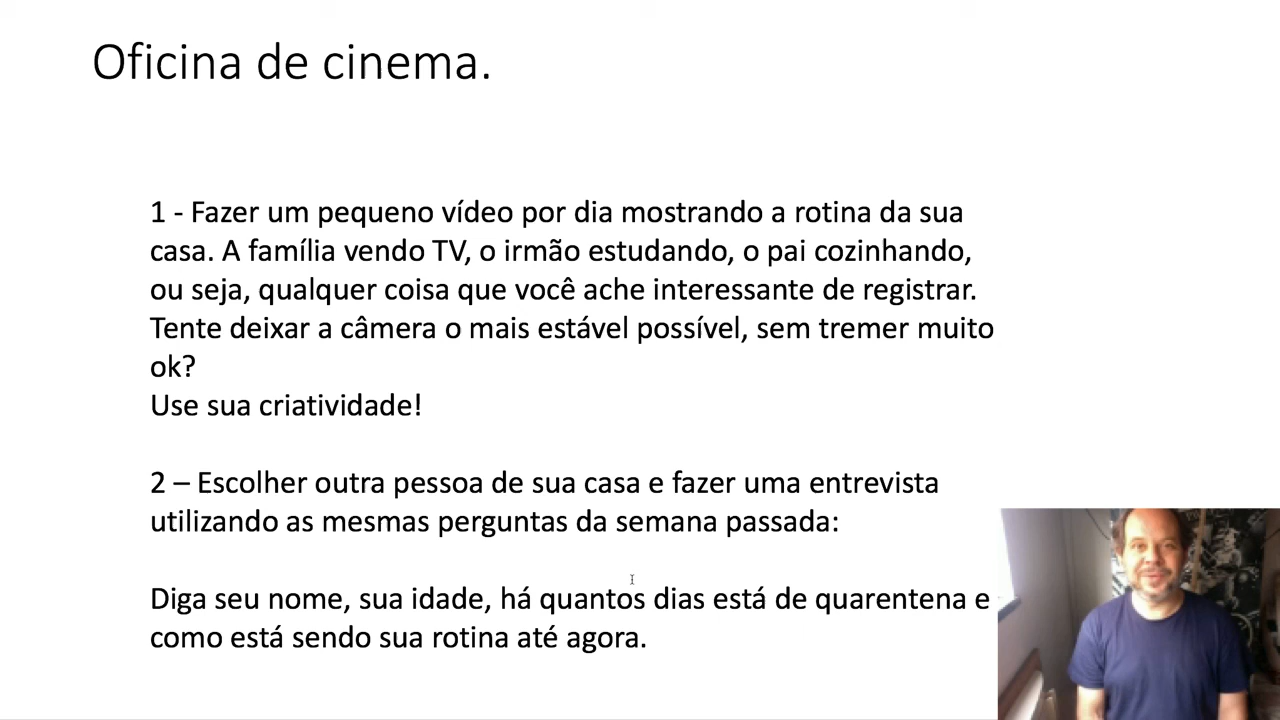 Oficina de cinema.
1 - Fazer um pequeno vídeo por dia mostrando a rotina da sua
casa. A família vendo TV, o irmão estudando, o pai cozinhando,
ou seja, qualquer coisa que você ache interessante de registrar.
Tente deixar a câmera o mais estável possível, sem tremer muito
ok?
Use sua criatividade!
2 – Escolher outra pessoa de sua casa e fazer uma entrevista
utilizando as mesmas perguntas da semana passada:
Diga seu nome, sua idade, há quantos dias está de quarentena e
como está sendo sua rotina até agora.